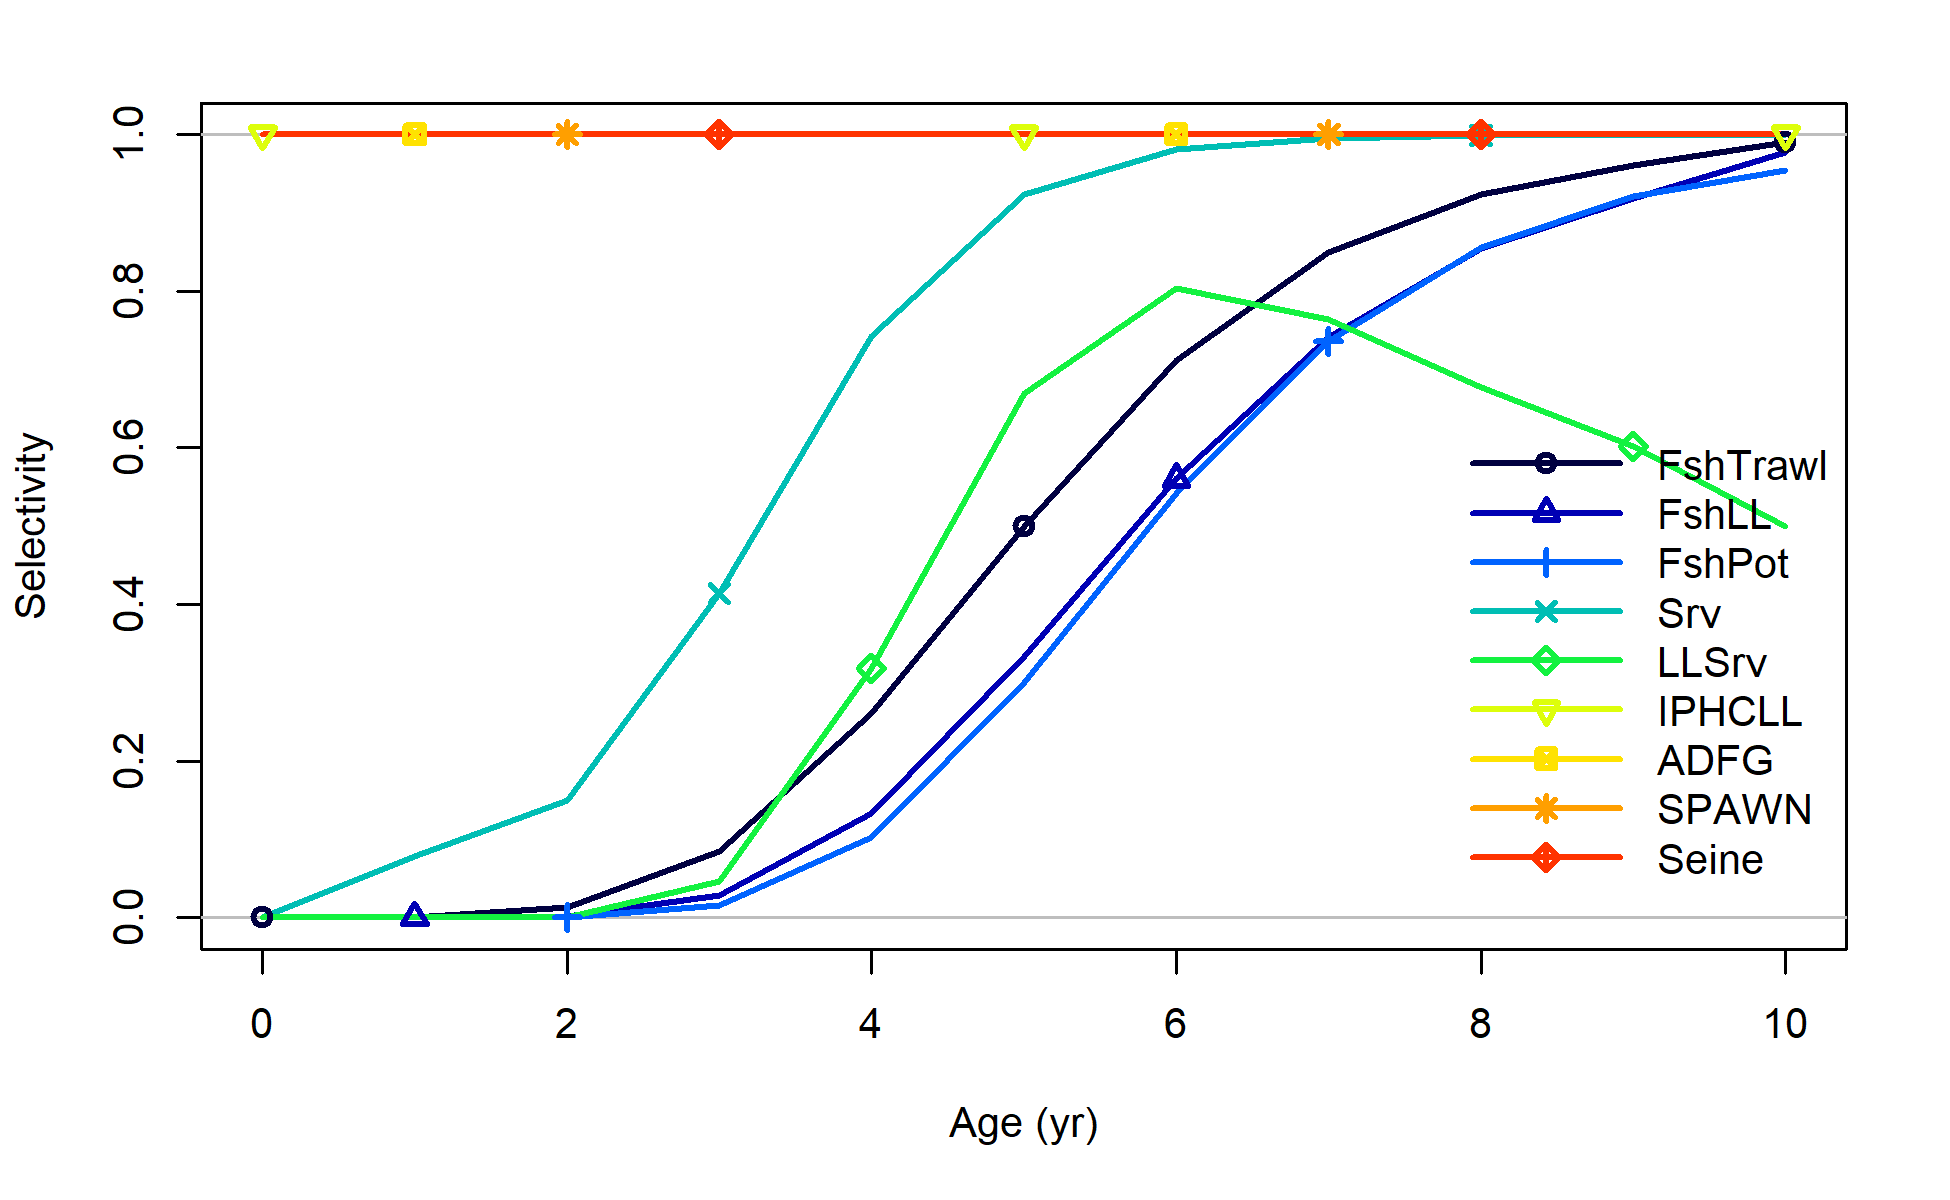 1.0
0.8
0.6
0.4
0.2
0.0
Selectivity
FshTrawl
FshLL
FshPot
Srv
LLSrv
IPHCLL
ADFG
SPAWN
Seine
0 2 4 6 8 10
Age (yr)